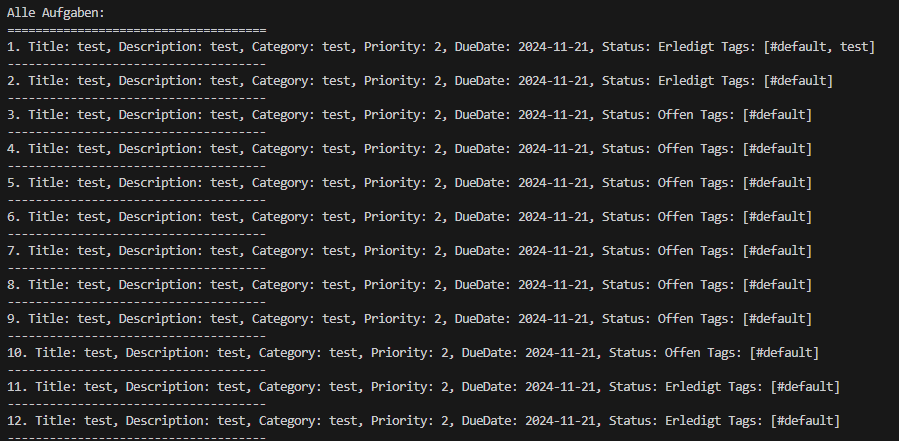 Alle Aufgaben:
=====================================
1. Title: test, Description: test, Category: test, Priority: 2, DueDate: 2024-11-21, Status: Erledigt Tags: [#default, test]
-------------------------------------
2. Title: test, Description: test, Category: test, Priority: 2, DueDate: 2024-11-21, Status: Erledigt Tags: [#default]
-------------------------------------
3. Title: test, Description: test, Category: test, Priority: 2, DueDate: 2024-11-21, Status: Offen Tags: [#default]
-------------------------------------
4. Title: test, Description: test, Category: test, Priority: 2, DueDate: 2024-11-21, Status: Offen Tags: [#default]
-------------------------------------
5. Title: test, Description: test, Category: test, Priority: 2, DueDate: 2024-11-21, Status: Offen Tags: [#default]
-------------------------------------
6. Title: test, Description: test, Category: test, Priority: 2, DueDate: 2024-11-21, Status: Offen Tags: [#default]
-------------------------------------
7. Title: test, Description: test, Category: test, Priority: 2, DueDate: 2024-11-21, Status: Offen Tags: [#default]
-------------------------------------
8. Title: test, Description: test, Category: test, Priority: 2, DueDate: 2024-11-21, Status: Offen Tags: [#default]
-------------------------------------
9. Title: test, Description: test, Category: test, Priority: 2, DueDate: 2024-11-21, Status: Offen Tags: [#default]
-------------------------------------
10. Title: test, Description: test, Category: test, Priority: 2, DueDate: 2024-11-21, Status: Offen Tags: [#default]
-------------------------------------
11. Title: test, Description: test, Category: test, Priority: 2, DueDate: 2024-11-21, Status: Erledigt Tags: [#default]
-------------------------------------
12. Title: test, Description: test, Category: test, Priority: 2, DueDate: 2024-11-21, Status: Erledigt Tags: [#default]
-------------------------------------